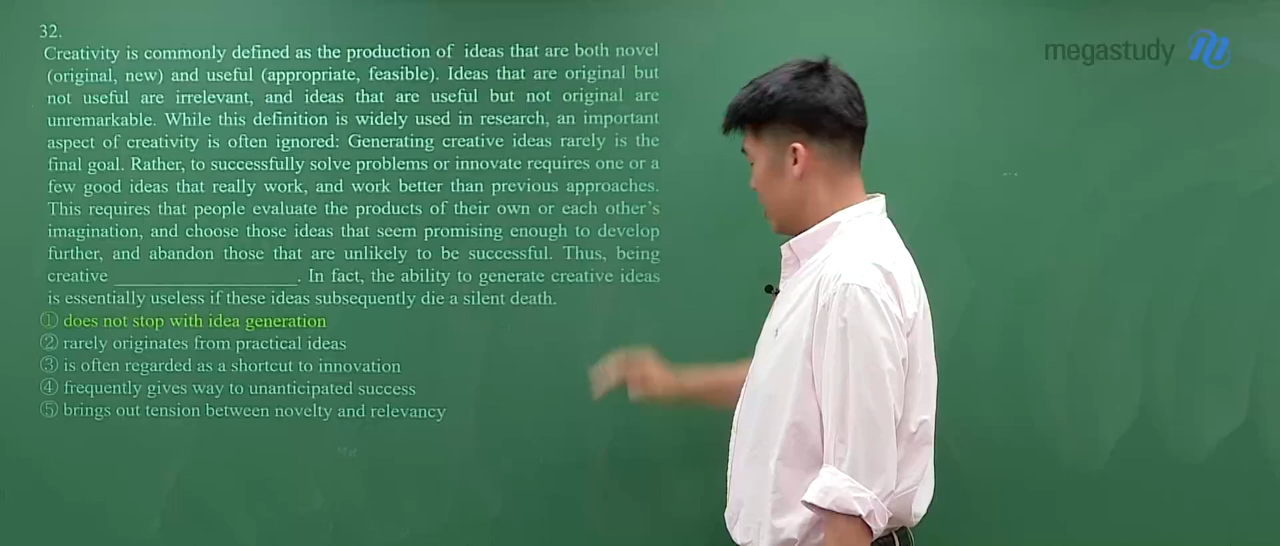 32.
Creativity is commonly defined as the production of ideas that are both novel
(original, new) and useful (appropriate, feasible). Ideas that are original but
not useful are irrelevant, and ideas that are useful but not original are
unremarkable. While this definition is widely used in research, an important
aspect of creativity is often ignored: Generating creative ideas rarely is the
final goal. Rather, to successfully solve problems or innovate requires one or a
few good ideas that really work, and work better than previous approaches.
This requires that people evaluate the products of their own or each other's
imagination, and choose those ideas that seem promising enough to develop
further, and abandon those that are unlikely to be successful. Thus, being
creative ____________________. In fact, the ability to generate creative ideas
is essentially useless if these ideas subsequently die a silent death.
① does not stop with idea generation
② rarely originates from practical ideas
③ is often regarded as a shortcut to innovation
④ frequently gives way to unanticipated success
⑤ brings out tension between novelty and relevancy
megastudy